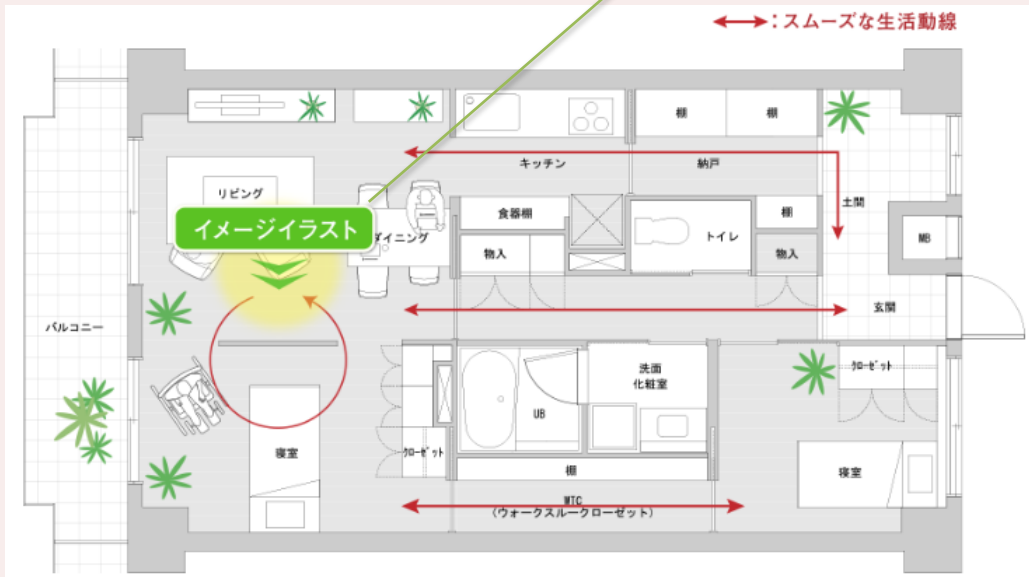 :スムーズな生活動線
棚
棚
キッチン
納戸
リビング
土間
食器棚
棚
イメージイラスト
ダイニング
トイレ
MB
物入
物入
玄関
バルコニー
洗面
化粧室
クローゼット
UB
寝室
クローゼット
棚
寝室
WTC
(ウォークスルークローゼット)